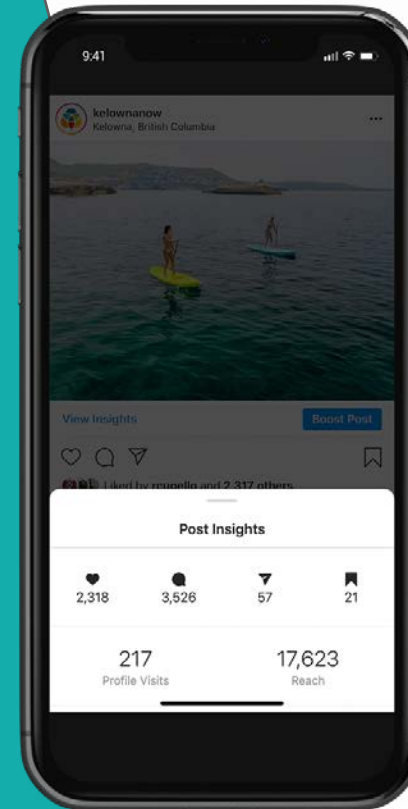 9:41
kelownanow
Kelowna, British Columbia
View Insights
Boost Post
Liked by rcupello and 2,317 others
Post Insights
2,318 3,526 57 21
217 17,623
Profile Visits Reach